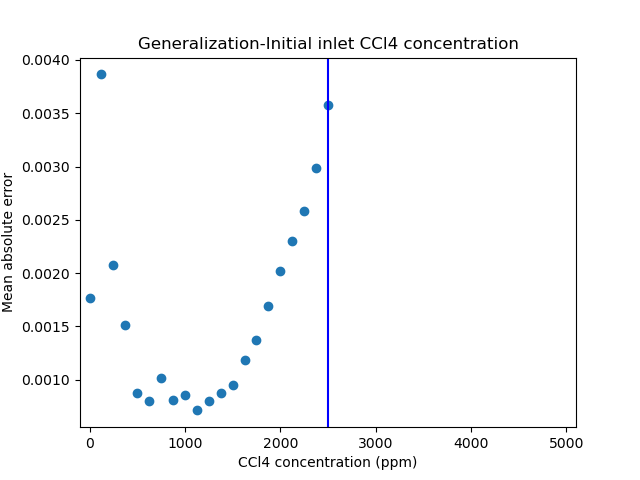 Generalization-Initial inlet CCl4 concentration
0.0040
0.0035
0.0030
0.0025
0.0020
0.0015
0.0010
Mean absolute error
0 1000 2000 3000 4000 5000
CCl4 concentration (ppm)